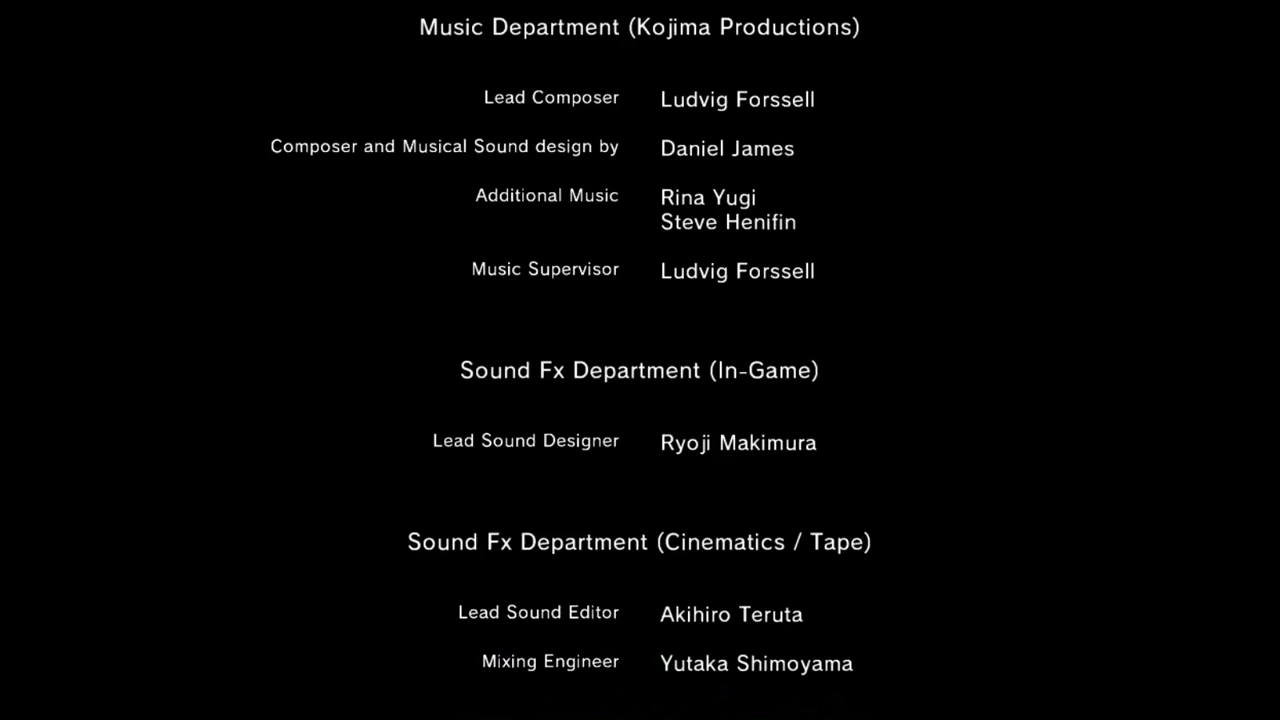 Music Department (Kojima Productions)
Lead Composer Ludvig Forssell
Composer and Musical Sound design by Daniel James
Additional Music Rina Yugi
Steve Henifin
Music Supervisor Ludvig Forssell
Sound Fx Department (In-Game)
Lead Sound Designer Ryoji Makimura
Sound Fx Department (Cinematics / Tape)
Lead Sound Editor Akihiro Teruta
Mixing Engineer Yutaka Shimoyama